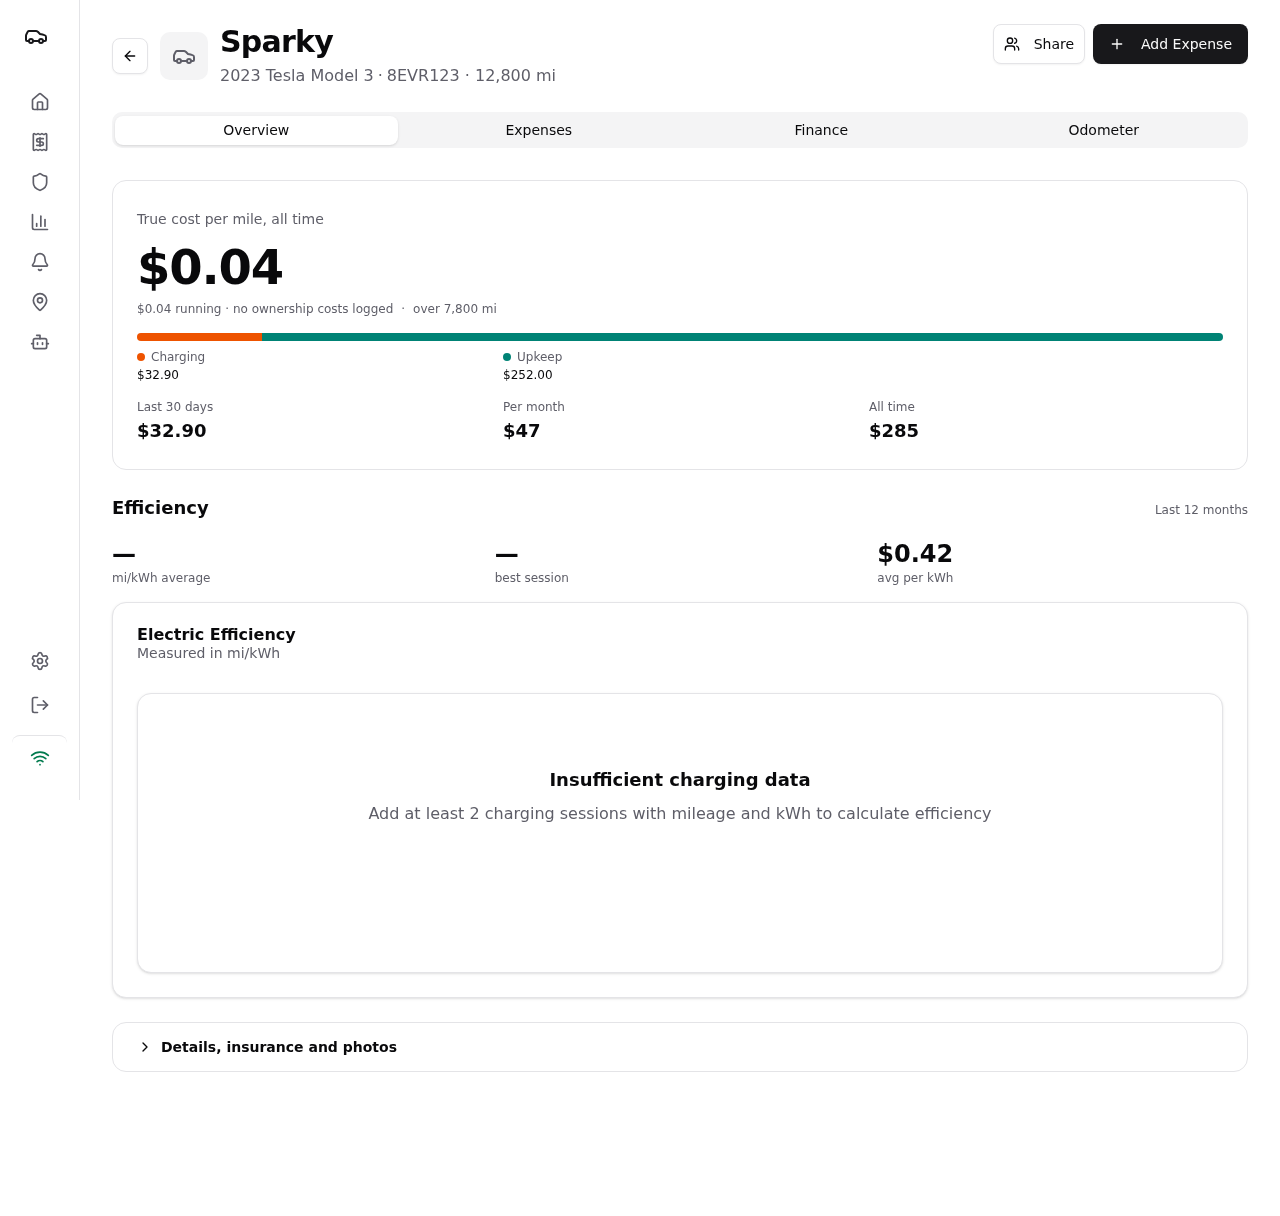 Sparky
2023 Tesla Model 3 · 8EVR123 · 12,800 mi
Share
Add Expense
Overview
Expenses
Finance
Odometer
True cost per mile, all time
$0.04
$0.04 running · no ownership costs logged · over 7,800 mi
Charging
$32.90
Upkeep
$252.00
Last 30 days
$32.90
Per month
$47
All time
$285
Efficiency
Last 12 months
—
mi/kWh average
—
best session
$0.42
avg per kWh
Electric Efficiency
Measured in mi/kWh
Insufficient charging data
Add at least 2 charging sessions with mileage and kWh to calculate efficiency
Details, insurance and photos